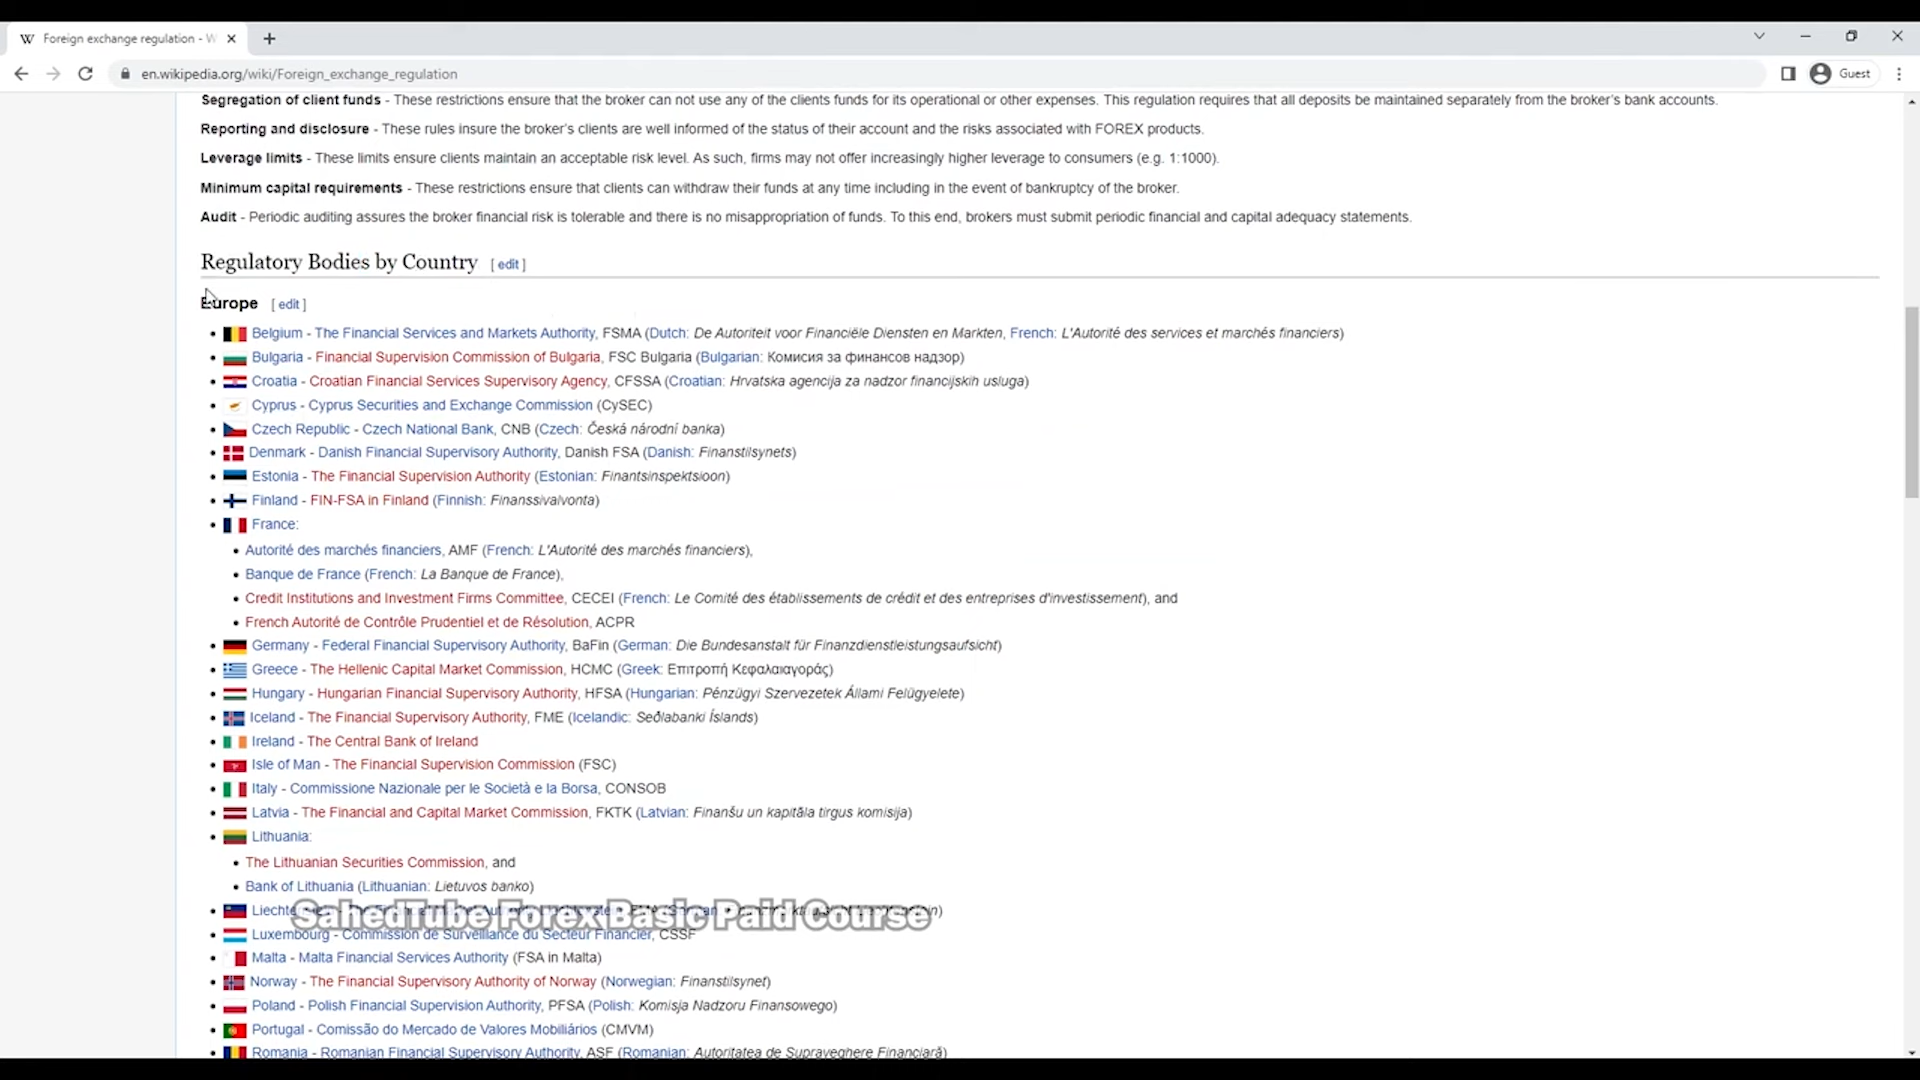 Foreign exchange regulation - W
en.wikipedia.org/wiki/Foreign_exchange_regulation
Guest
Segregation of client funds - These restrictions ensure that the broker can not use any of the clients funds for its operational or other expenses. This regulation requires that all deposits be maintained separately from the broker's bank accounts.
Reporting and disclosure - These rules insure the broker's clients are well informed of the status of their account and the risks associated with FOREX products.
Leverage limits - These limits ensure clients maintain an acceptable risk level. As such, firms may not offer increasingly higher leverage to consumers (e.g. 1:1000).
Minimum capital requirements - These restrictions ensure that clients can withdraw their funds at any time including in the event of bankruptcy of the broker.
Audit - Periodic auditing assures the broker financial risk is tolerable and there is no misappropriation of funds. To this end, brokers must submit periodic financial and capital adequacy statements.
Regulatory Bodies by Country [ edit ]
Europe [ edit ]
Belgium - The Financial Services and Markets Authority, FSMA (Dutch: De Autoriteit voor Financiële Diensten en Markten, French: L'Autorité des services et marchés financiers)
Bulgaria - Financial Supervision Commission of Bulgaria, FSC Bulgaria (Bulgarian: Комисия за финансов надзор)
Croatia - Croatian Financial Services Supervisory Agency, CFSSA (Croatian: Hrvatska agencija za nadzor financijskih usluga)
Cyprus - Cyprus Securities and Exchange Commission (CySEC)
Czech Republic - Czech National Bank, CNB (Czech: Česká národní banka)
Denmark - Danish Financial Supervisory Authority, Danish FSA (Danish: Finanstilsynets)
Estonia - The Financial Supervision Authority (Estonian: Finantsinspektsioon)
Finland - FIN-FSA in Finland (Finnish: Finanssivalvonta)
France:
Autorité des marchés financiers, AMF (French: L'Autorité des marchés financiers),
Banque de France (French: La Banque de France),
Credit Institutions and Investment Firms Committee, CECEI (French: Le Comité des établissements de crédit et des entreprises d'investissement), and
French Autorité de Contrôle Prudentiel et de Résolution, ACPR
Germany - Federal Financial Supervisory Authority, BaFin (German: Die Bundesanstalt für Finanzdienstleistungsaufsicht)
Greece - The Hellenic Capital Market Commission, HCMC (Greek: Επιτροπή Κεφαλαιαγοράς)
Hungary - Hungarian Financial Supervisory Authority, HFSA (Hungarian: Pénzügyi Szervezetek Állami Felügyelete)
Iceland - The Financial Supervisory Authority, FME (Icelandic: Seðlabanki Íslands)
Ireland - The Central Bank of Ireland
Isle of Man - The Financial Supervision Commission (FSC)
Italy - Commissione Nazionale per le Società e la Borsa, CONSOB
Latvia - The Financial and Capital Market Commission, FKTK (Latvian: Finanšu un kapitāla tirgus komisija)
Lithuania:
The Lithuanian Securities Commission, and
Bank of Lithuania (Lithuanian: Lietuvos banko)
SahedTube Forex Basic Paid Course
Luxembourg - Commission de Surveillance du Secteur Financier, CSSF
Malta - Malta Financial Services Authority (FSA in Malta)
Norway - The Financial Supervisory Authority of Norway (Norwegian: Finanstilsynet)
Poland - Polish Financial Supervision Authority, PFSA (Polish: Komisja Nadzoru Finansowego)
Portugal - Comissão do Mercado de Valores Mobiliários (CMVM)
Romania - Romanian Financial Supervisory Authority, ASF (Romanian: Autoritatea de Supraveghere Financiară)